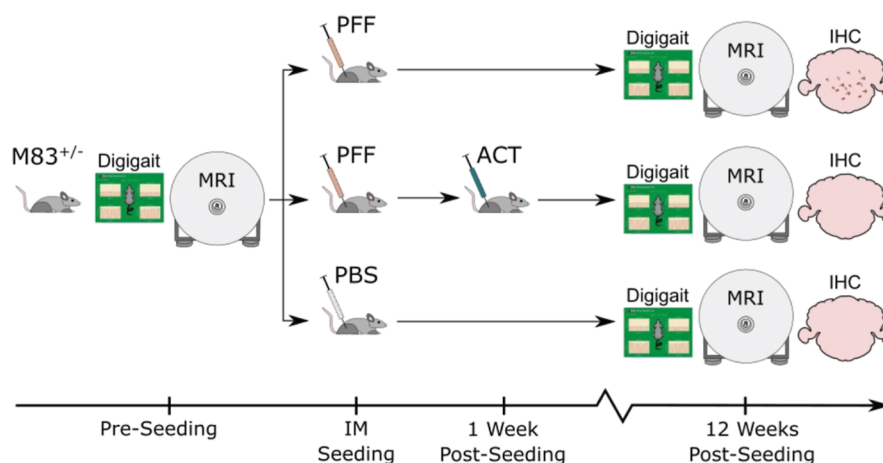 PFF
Digigait
MRI
IHC
M83+/-
Digigait
MRI
PFF
ACT
Digigait
MRI
IHC
PBS
Digigait
MRI
IHC
Pre-Seeding
IM
Seeding
1 Week
Post-Seeding
12 Weeks
Post-Seeding